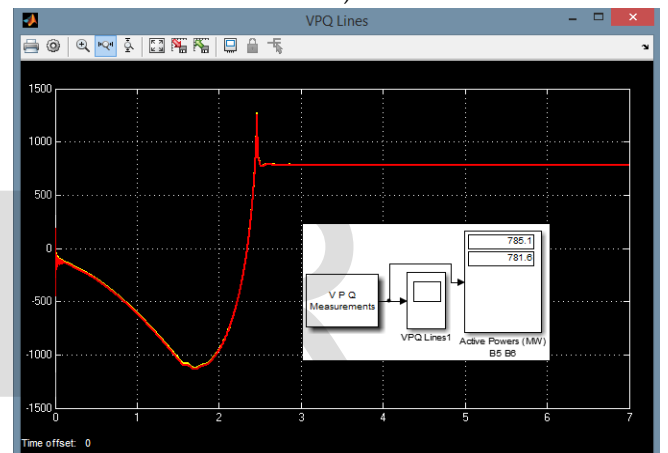 VPQ Lines
1500
1000
500
0
-500
-1000
-1500
0 1 2 3 4 5 6 7
Time offset: 0
V P Q
Measurements
VPQ Lines1
785.1
781.6
Active Powers (MW)
B5 B6